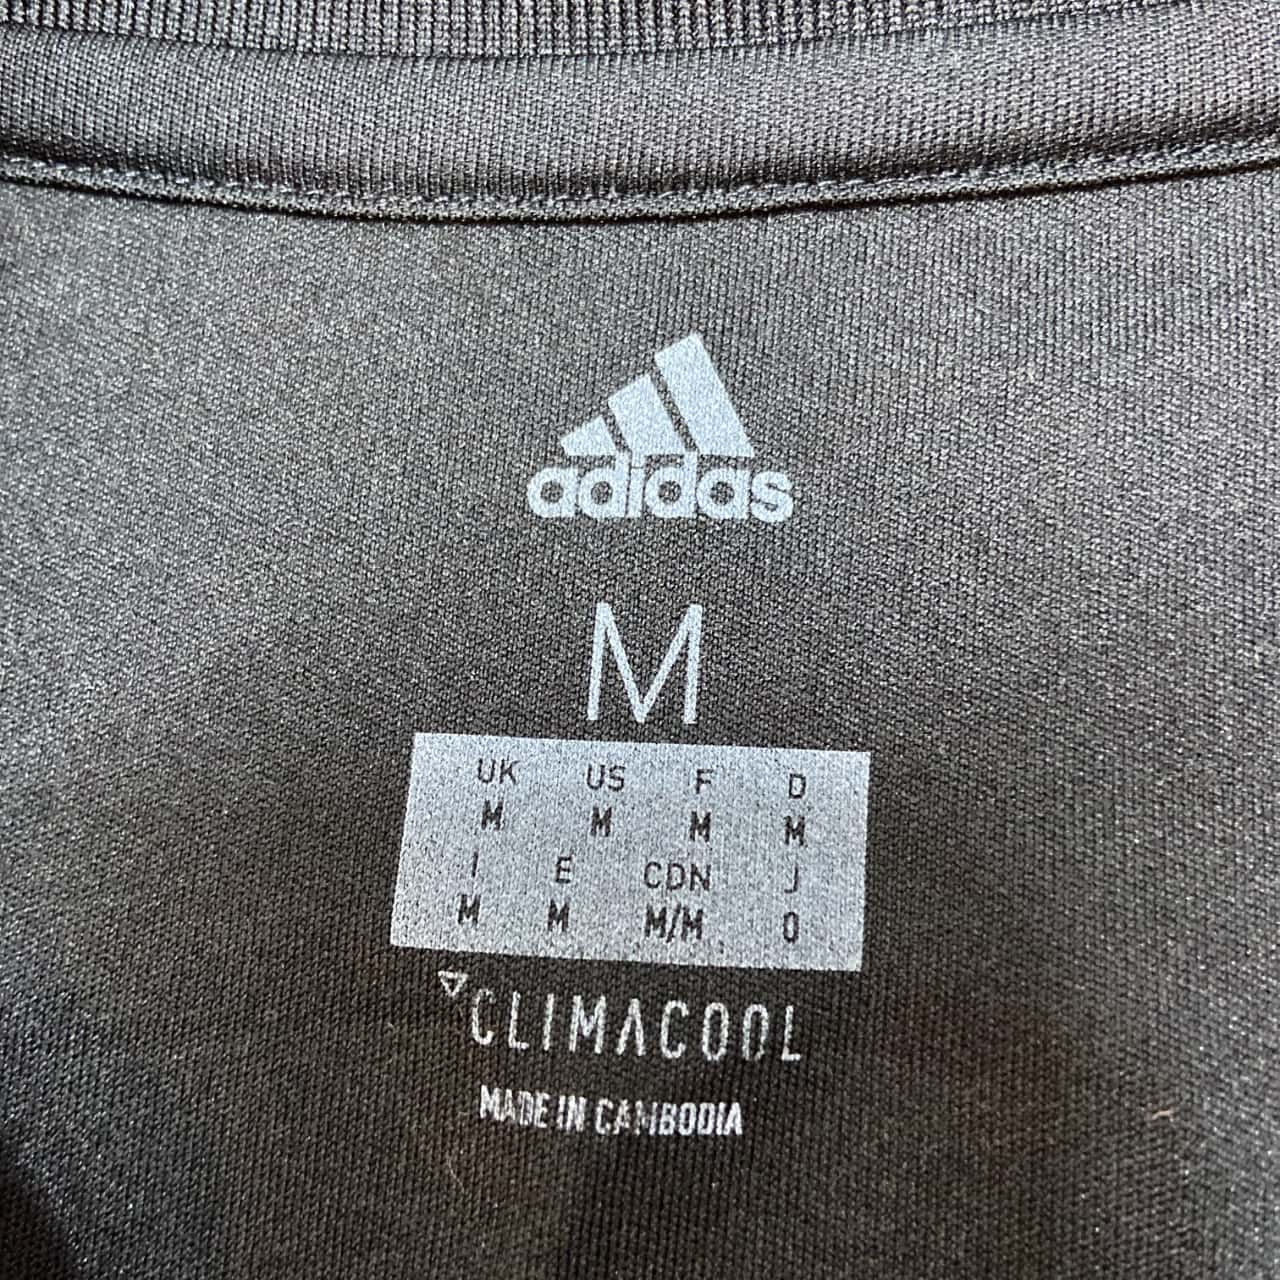 adidas
M
UK US F D
M M M M
I E CDN J
M M M/M O
CLIMACOOL
MADE IN CAMBODIA